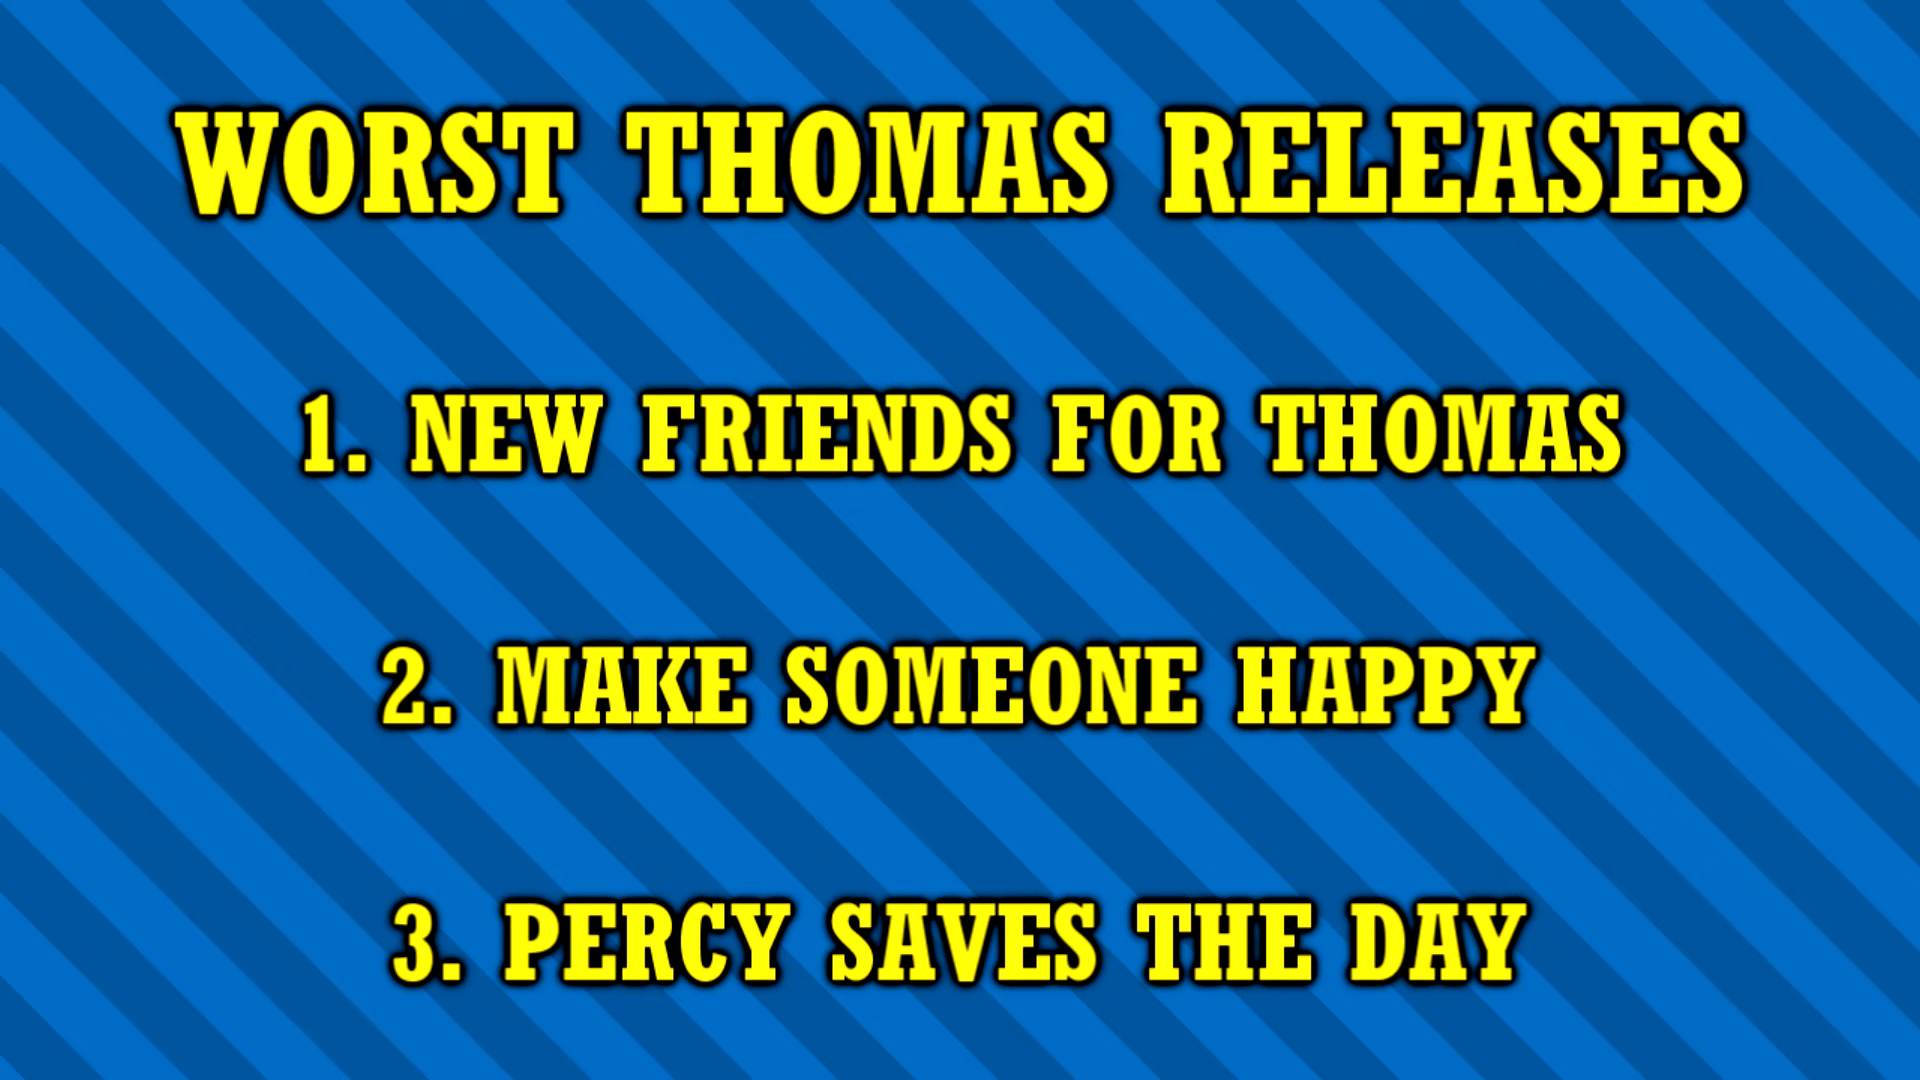 WORST THOMAS RELEASES
1. NEW FRIENDS FOR THOMAS
2. MAKE SOMEONE HAPPY
3. PERCY SAVES THE DAY